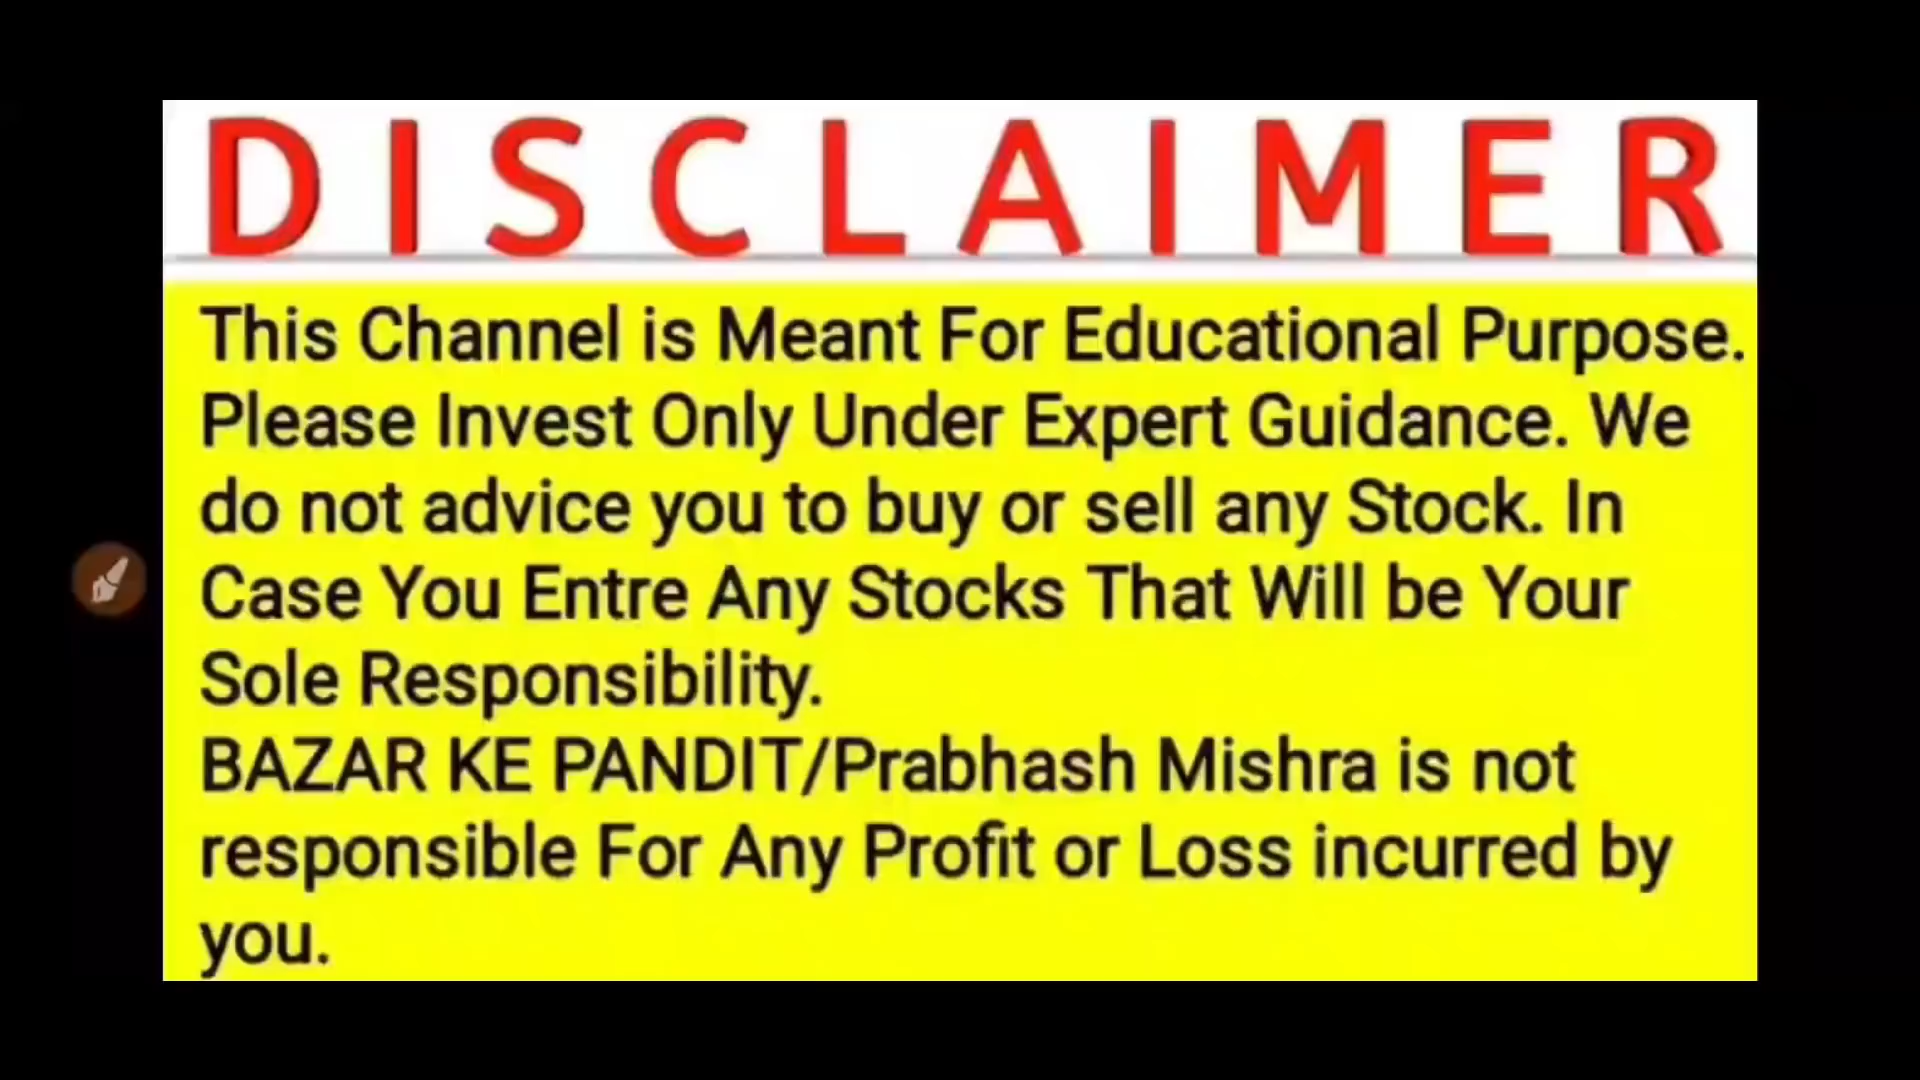 DISCLAIMER
This Channel is Meant For Educational Purpose.
Please Invest Only Under Expert Guidance. We
do not advice you to buy or sell any Stock. In
Case You Entre Any Stocks That Will be Your
Sole Responsibility.
BAZAR KE PANDIT/Prabhash Mishra is not
responsible For Any Profit or Loss incurred by
you.